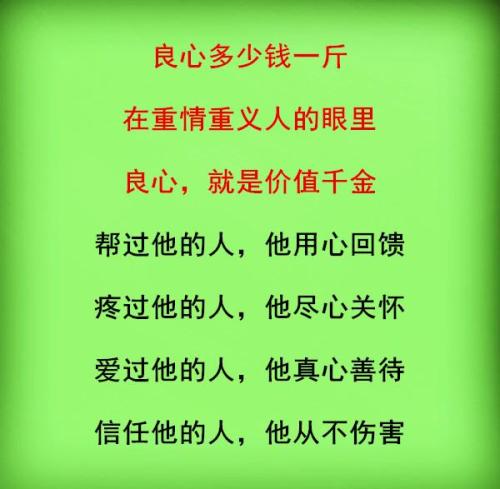 良心多少钱一斤
在重情重义人的眼里
良心，就是价值千金
帮过他的人，他用心回馈
疼过他的人，他尽心关怀
爱过他的人，他真心善待
信任他的人，他从不伤害